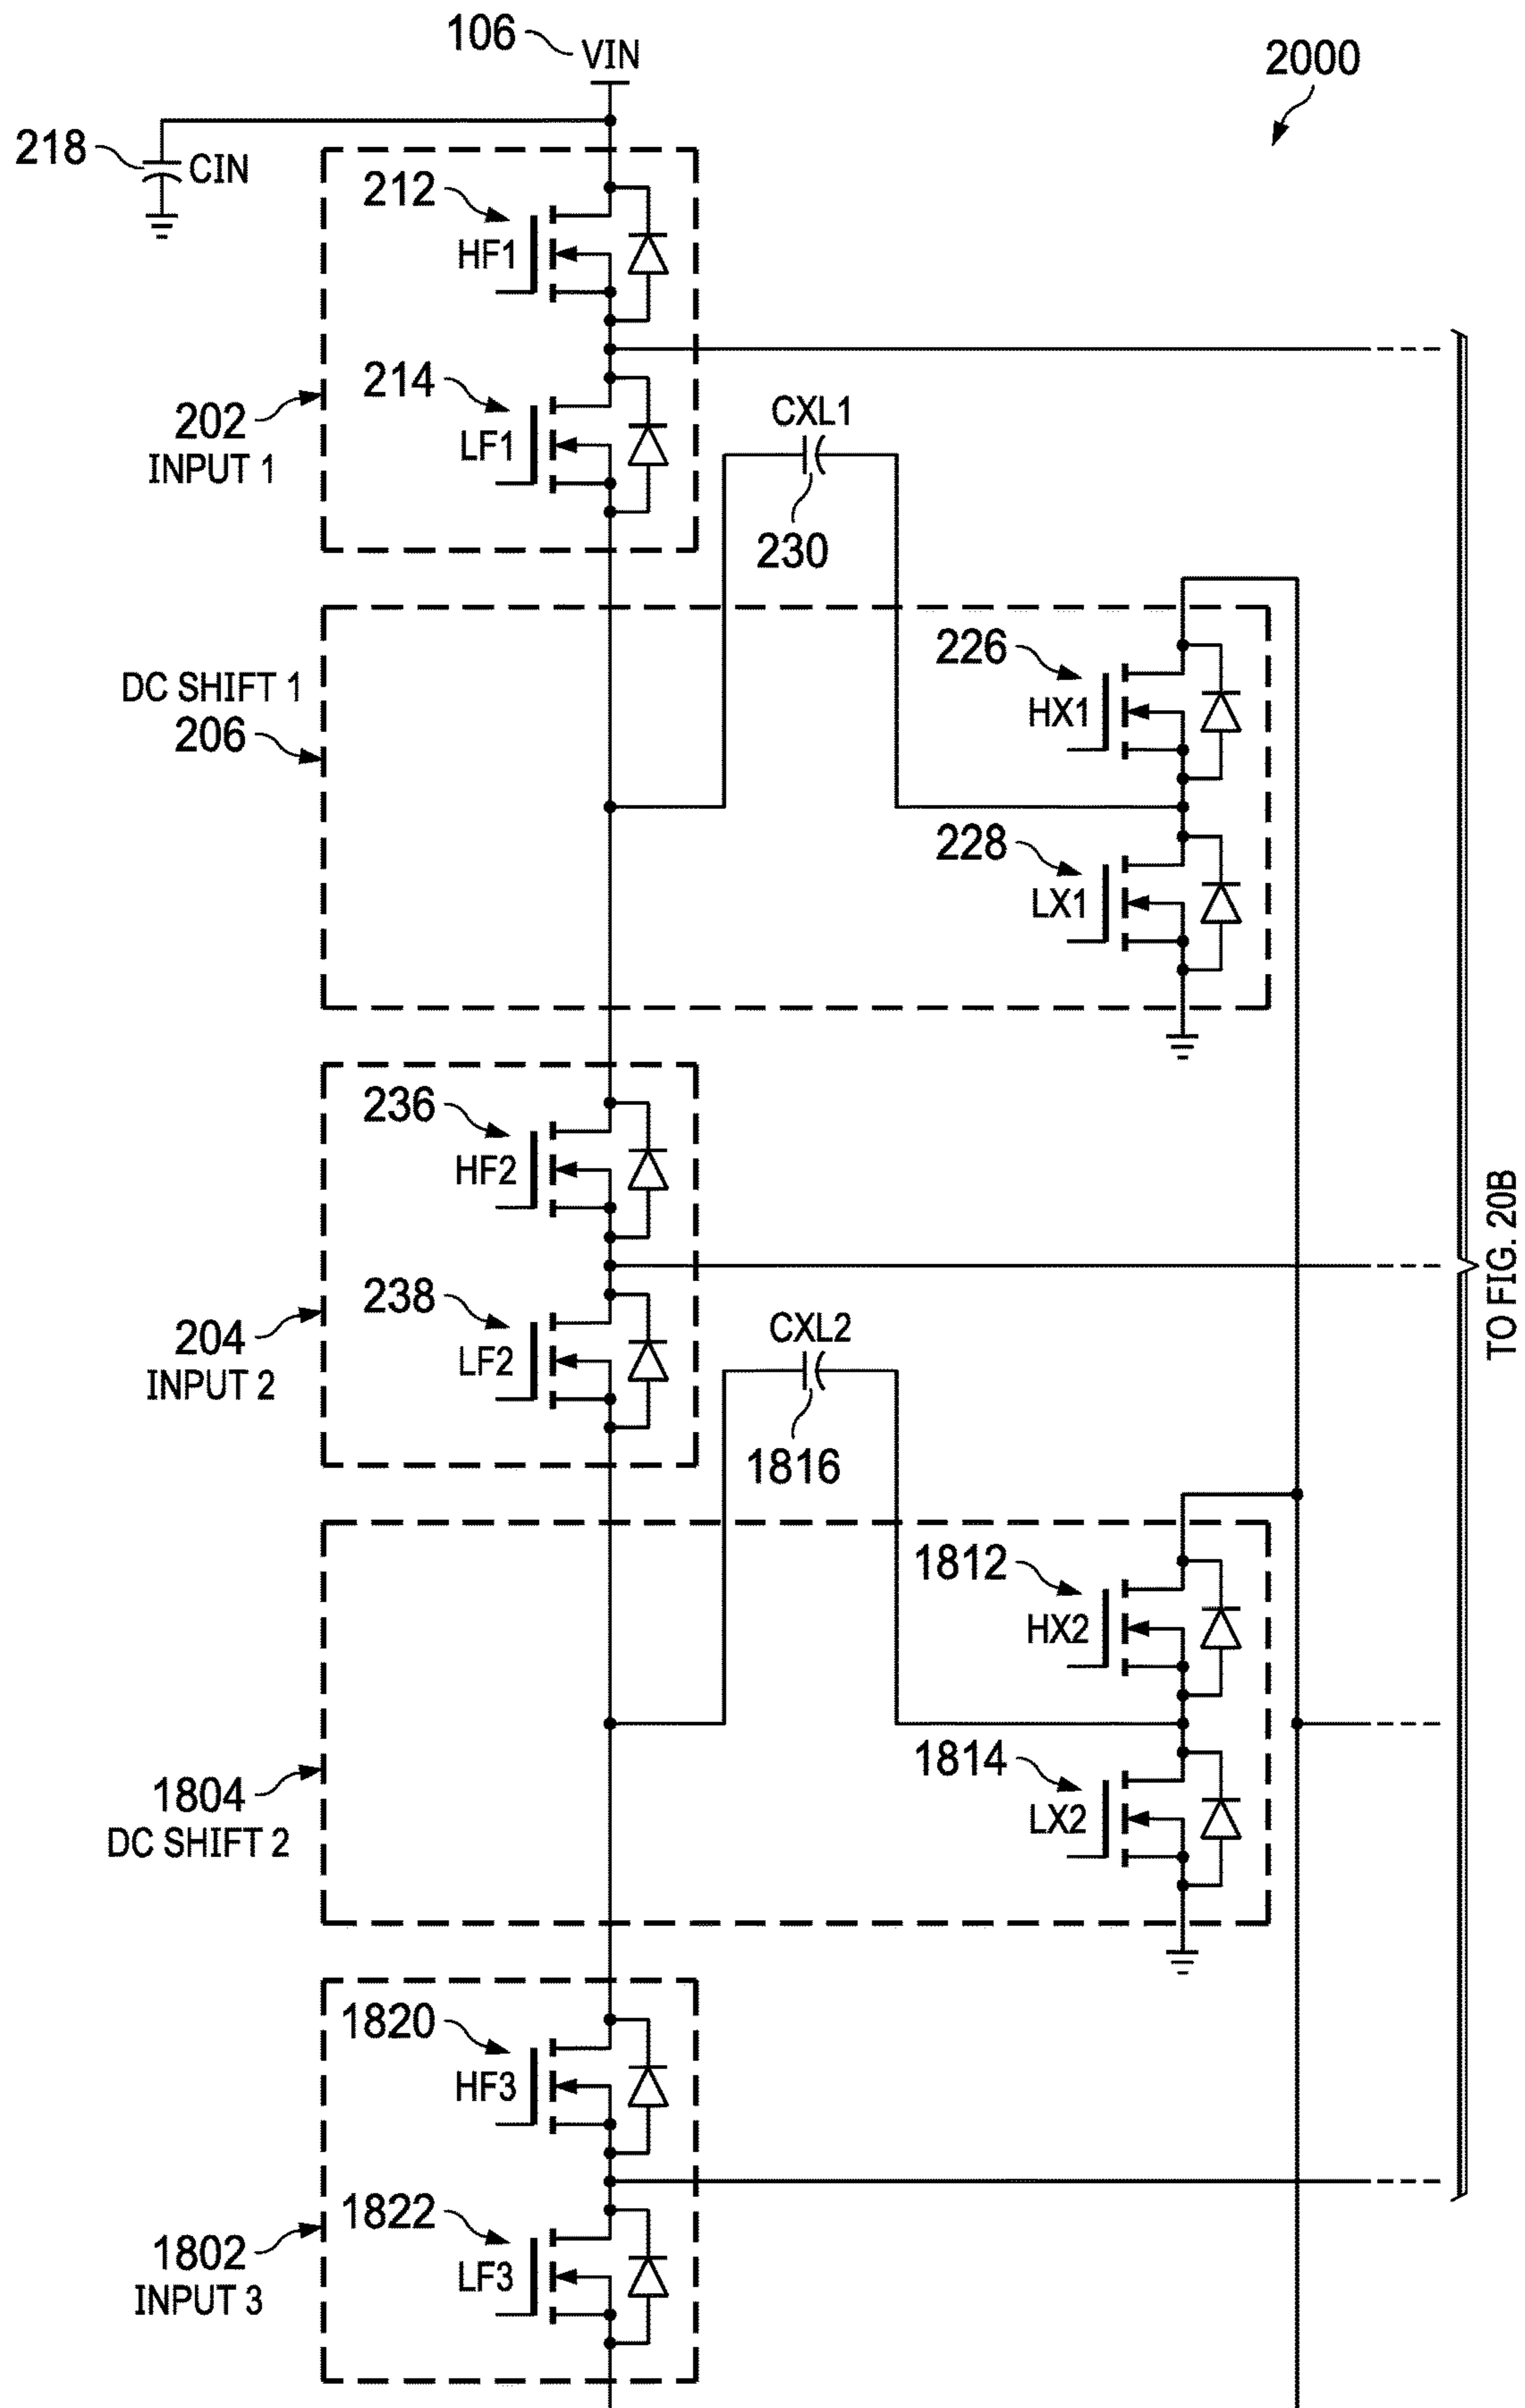 106
VIN
2000
218
CIN
212
HF1
214
LF1
202
INPUT 1
CXL1
230
DC SHIFT 1
206
226
HX1
228
LX1
236
HF2
238
LF2
204
INPUT 2
CXL2
1816
TO FIG. 20B
1812
HX2
1814
LX2
1804
DC SHIFT 2
1820
HF3
1822
LF3
1802
INPUT 3